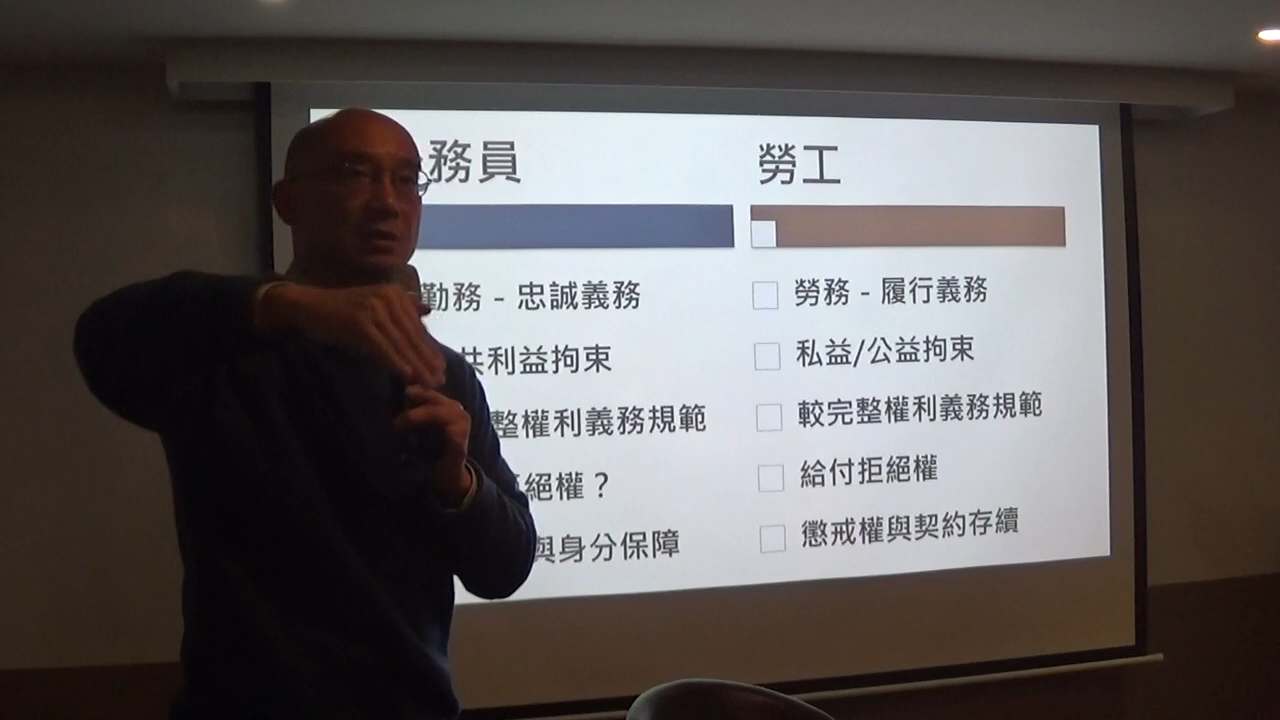 務員
勤務 - 忠誠義務
共利益拘束
整權利義務規範
絕權？
與身分保障
勞工
勞務 - 履行義務
私益/公益拘束
較完整權利義務規範
給付拒絕權
懲戒權與契約存續